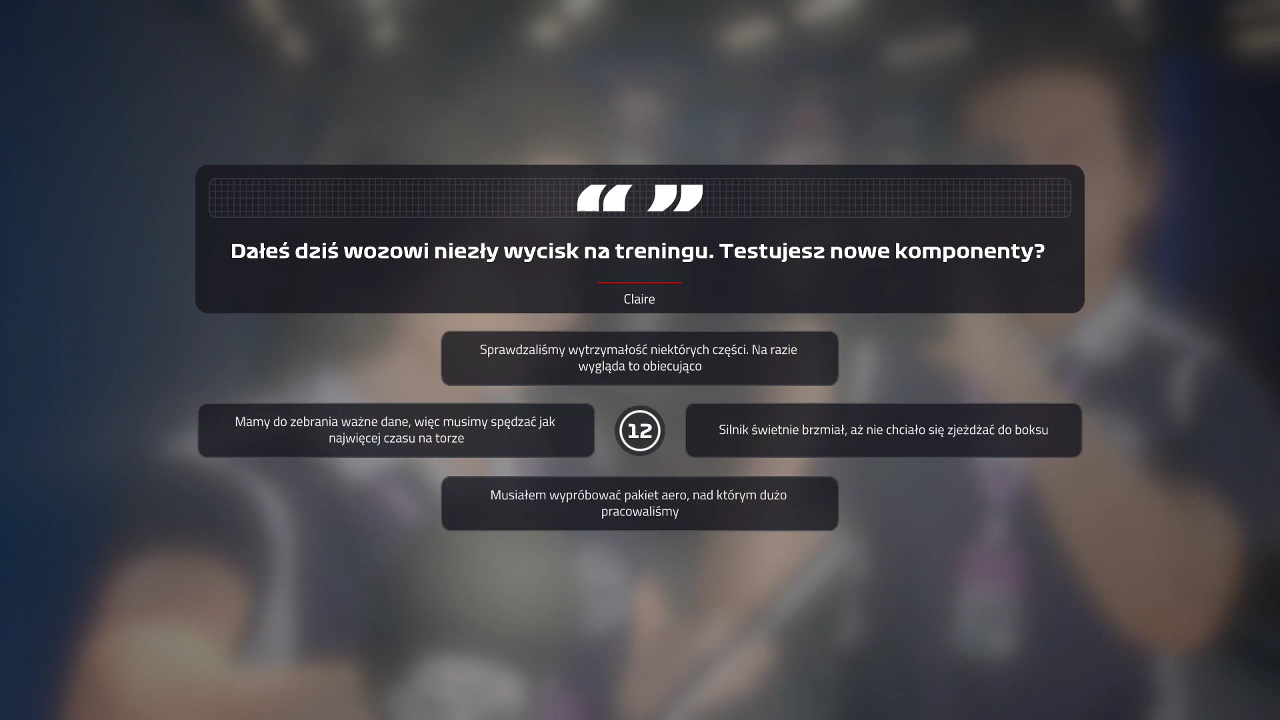 “ ”
Dałeś dziś wozowi niezły wycisk na treningu. Testujesz nowe komponenty?
Claire
Sprawdzaliśmy wytrzymałość niektórych części. Na razie
wygląda to obiecująco
Mamy do zebrania ważne dane, więc musimy spędzać jak
najwięcej czasu na torze
12
Silnik świetnie brzmiał, aż nie chciało się zjeżdżać do boksu
Musiałem wypróbować pakiet aero, nad którym dużo
pracowaliśmy